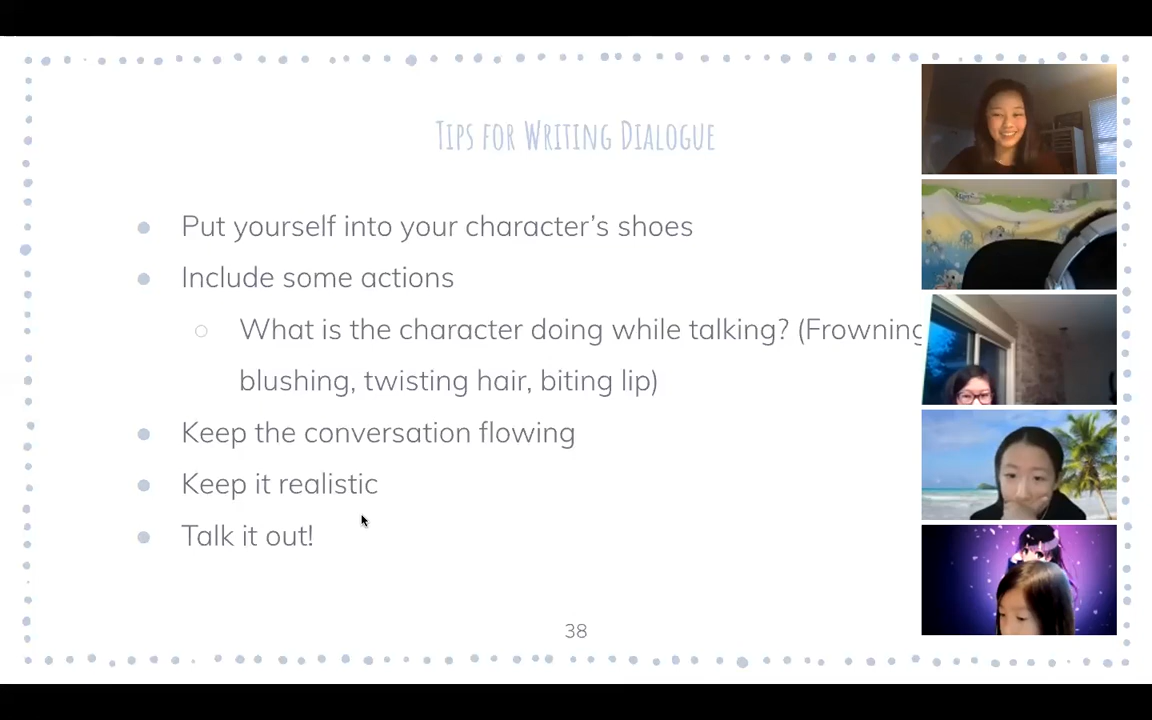 Tips for Writing Dialogue
Put yourself into your character's shoes
Include some actions
What is the character doing while talking? (Frowning
blushing, twisting hair, biting lip)
Keep the conversation flowing
Keep it realistic
Talk it out!
38